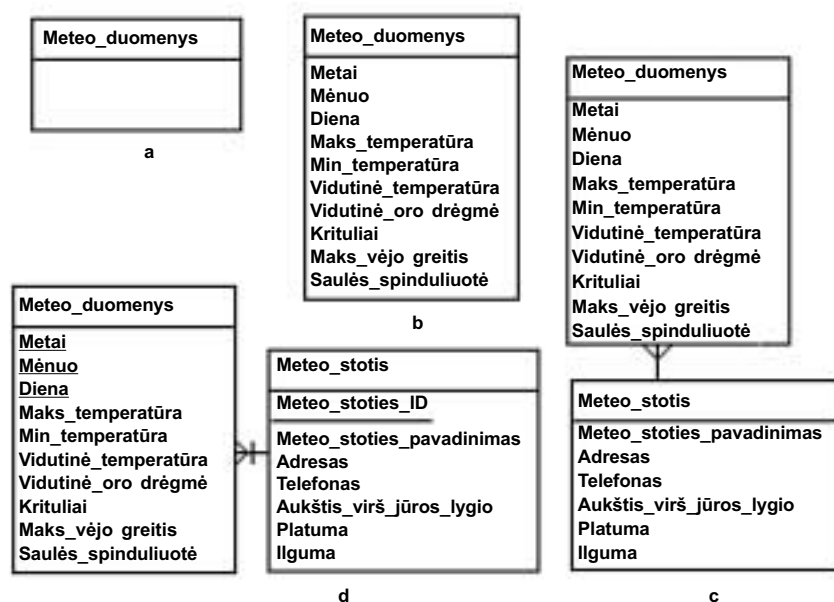 Meteo_duomenys
a
Meteo_duomenys
Metai
Mėnuo
Diena
Maks_temperatūra
Min_temperatūra
Vidutinė_temperatūra
Vidutinė_oro drėgmė
Krituliai
Maks_vėjo greitis
Saulės_spinduliuotė
b
Meteo_duomenys
Metai
Mėnuo
Diena
Maks_temperatūra
Min_temperatūra
Vidutinė_temperatūra
Vidutinė_oro drėgmė
Krituliai
Maks_vėjo greitis
Saulės_spinduliuotė
Meteo_stotis
Meteo_stoties_pavadinimas
Adresas
Telefonas
Aukštis_virš_jūros_lygio
Platuma
Ilguma
c
Meteo_duomenys
Metai
Mėnuo
Diena
Maks_temperatūra
Min_temperatūra
Vidutinė_temperatūra
Vidutinė_oro drėgmė
Krituliai
Maks_vėjo greitis
Saulės_spinduliuotė
Meteo_stotis
Meteo_stoties_ID
Meteo_stoties_pavadinimas
Adresas
Telefonas
Aukštis_virš_jūros_lygio
Platuma
Ilguma
d